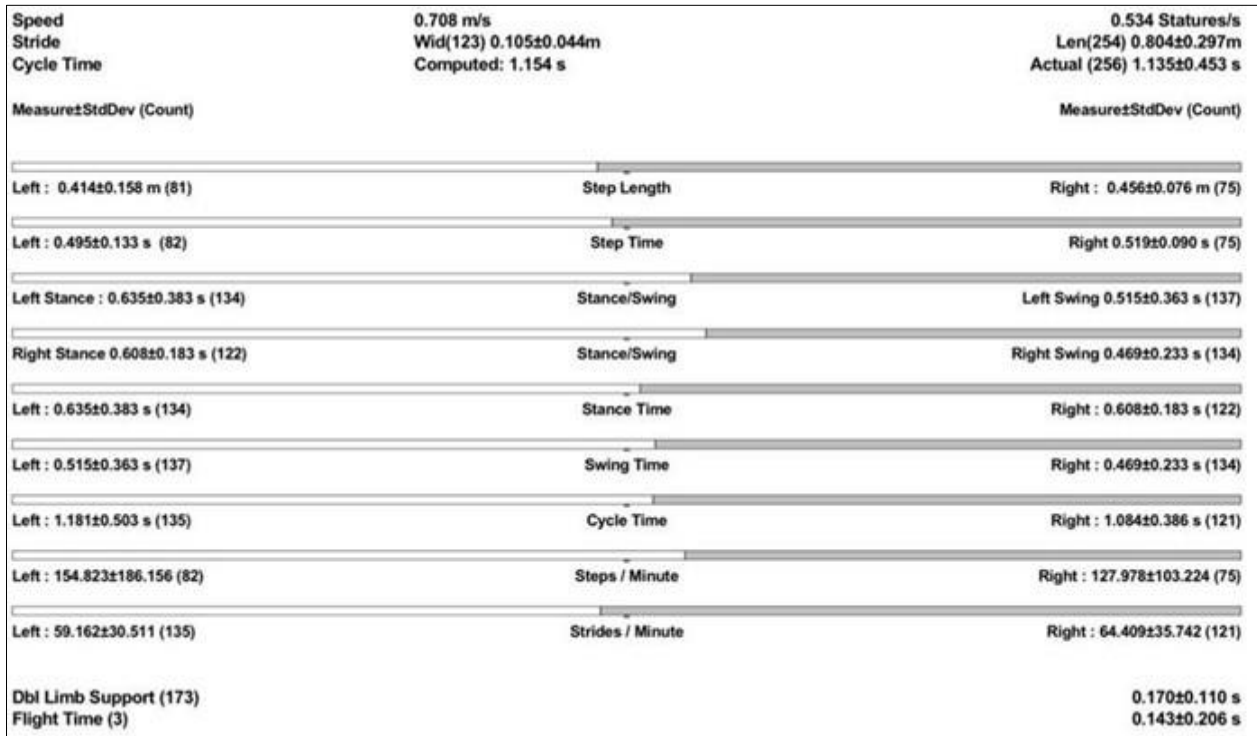 Speed 0.708 m/s 0.534 Statures/s
Stride Wid(123) 0.105±0.044m Len(254) 0.804±0.297m
Cycle Time Computed: 1.154 s Actual (256) 1.135±0.453 s
Measure±StdDev (Count) Measure±StdDev (Count)
Left : 0.414±0.158 m (81) Step Length Right : 0.456±0.076 m (75)
Left : 0.495±0.133 s (82) Step Time Right 0.519±0.090 s (75)
Left Stance : 0.635±0.383 s (134) Stance/Swing Left Swing 0.515±0.363 s (137)
Right Stance 0.608±0.183 s (122) Stance/Swing Right Swing 0.469±0.233 s (134)
Left : 0.635±0.383 s (134) Stance Time Right : 0.608±0.183 s (122)
Left : 0.515±0.363 s (137) Swing Time Right : 0.469±0.233 s (134)
Left : 1.181±0.503 s (135) Cycle Time Right : 1.084±0.386 s (121)
Left : 154.823±186.156 (82) Steps / Minute Right : 127.978±103.224 (75)
Left : 59.162±30.511 (135) Strides / Minute Right : 64.409±35.742 (121)
Dbl Limb Support (173) 0.170±0.110 s
Flight Time (3) 0.143±0.206 s